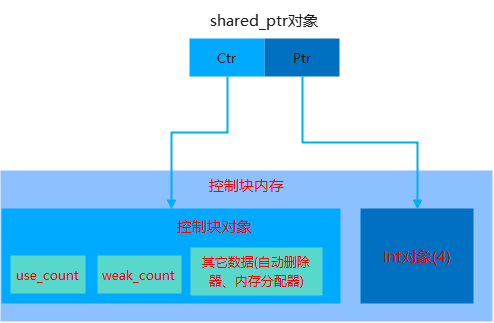 shared_ptr对象
Ctr
Ptr
控制块内存
控制块对象
use_count
weak_count
其它数据(自动删除
器、内存分配器)
Int对象(4)